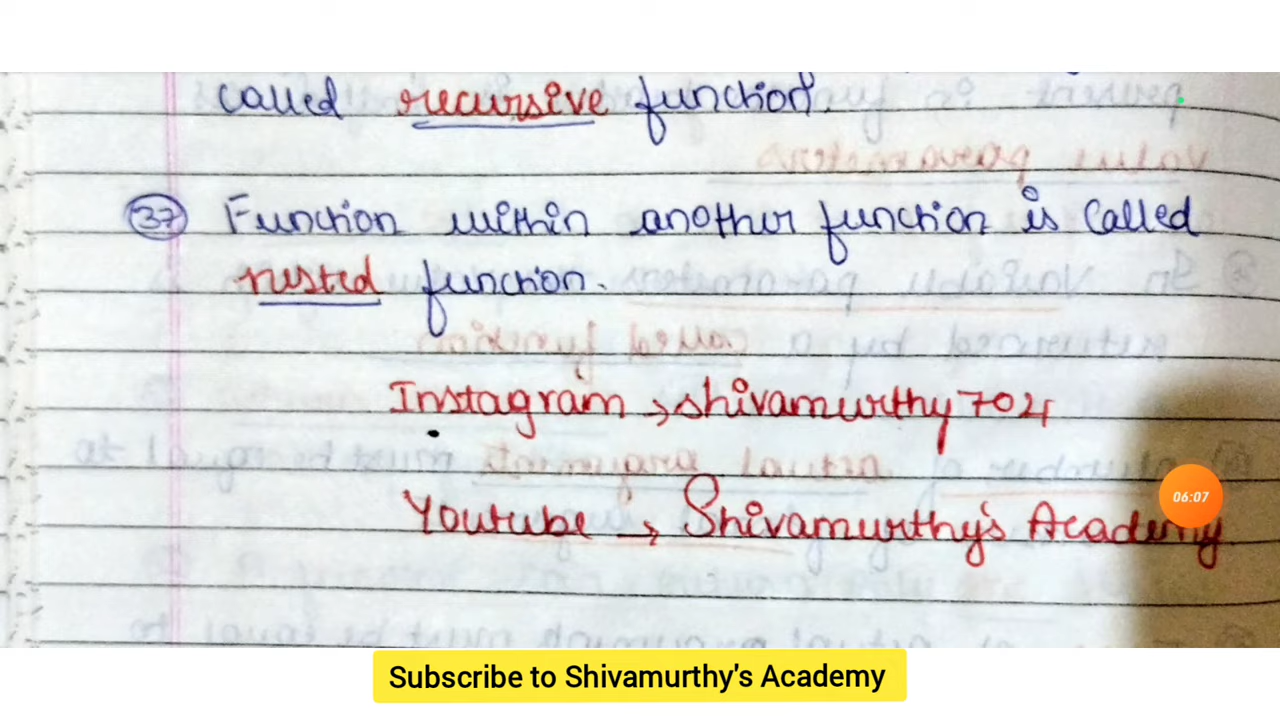 called recursive function.
37 Function within another function is called
nested function.
Instagram → shivamurthy704
06:07
Youtube → Shivamurthy's Academy
Subscribe to Shivamurthy's Academy